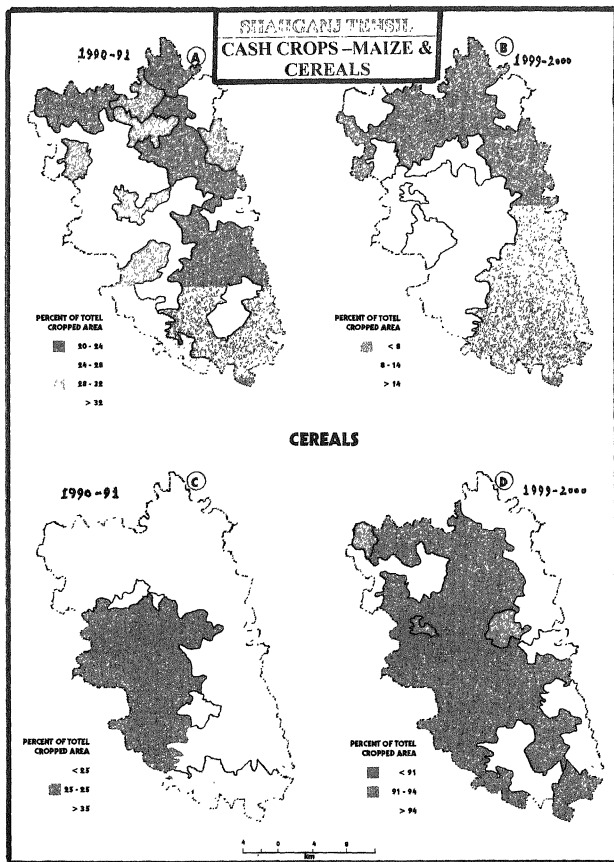 SHAHGANJ TEHSIL
CASH CROPS –MAIZE &
CEREALS
1990-91
A
B
1999-2000
PERCENT OF TOTEL
CROPPED AREA
20 - 24
24 - 28
28 - 32
> 32
PERCENT OF TOTEL
CROPPED AREA
< 8
8 - 14
> 14
CEREALS
1990-91
C
D
1999-2000
PERCENT OF TOTEL
CROPPED AREA
< 25
25 - 25
> 35
PERCENT OF TOTEL
CROPPED AREA
< 91
91 - 94
> 94
4 0 4 8
km